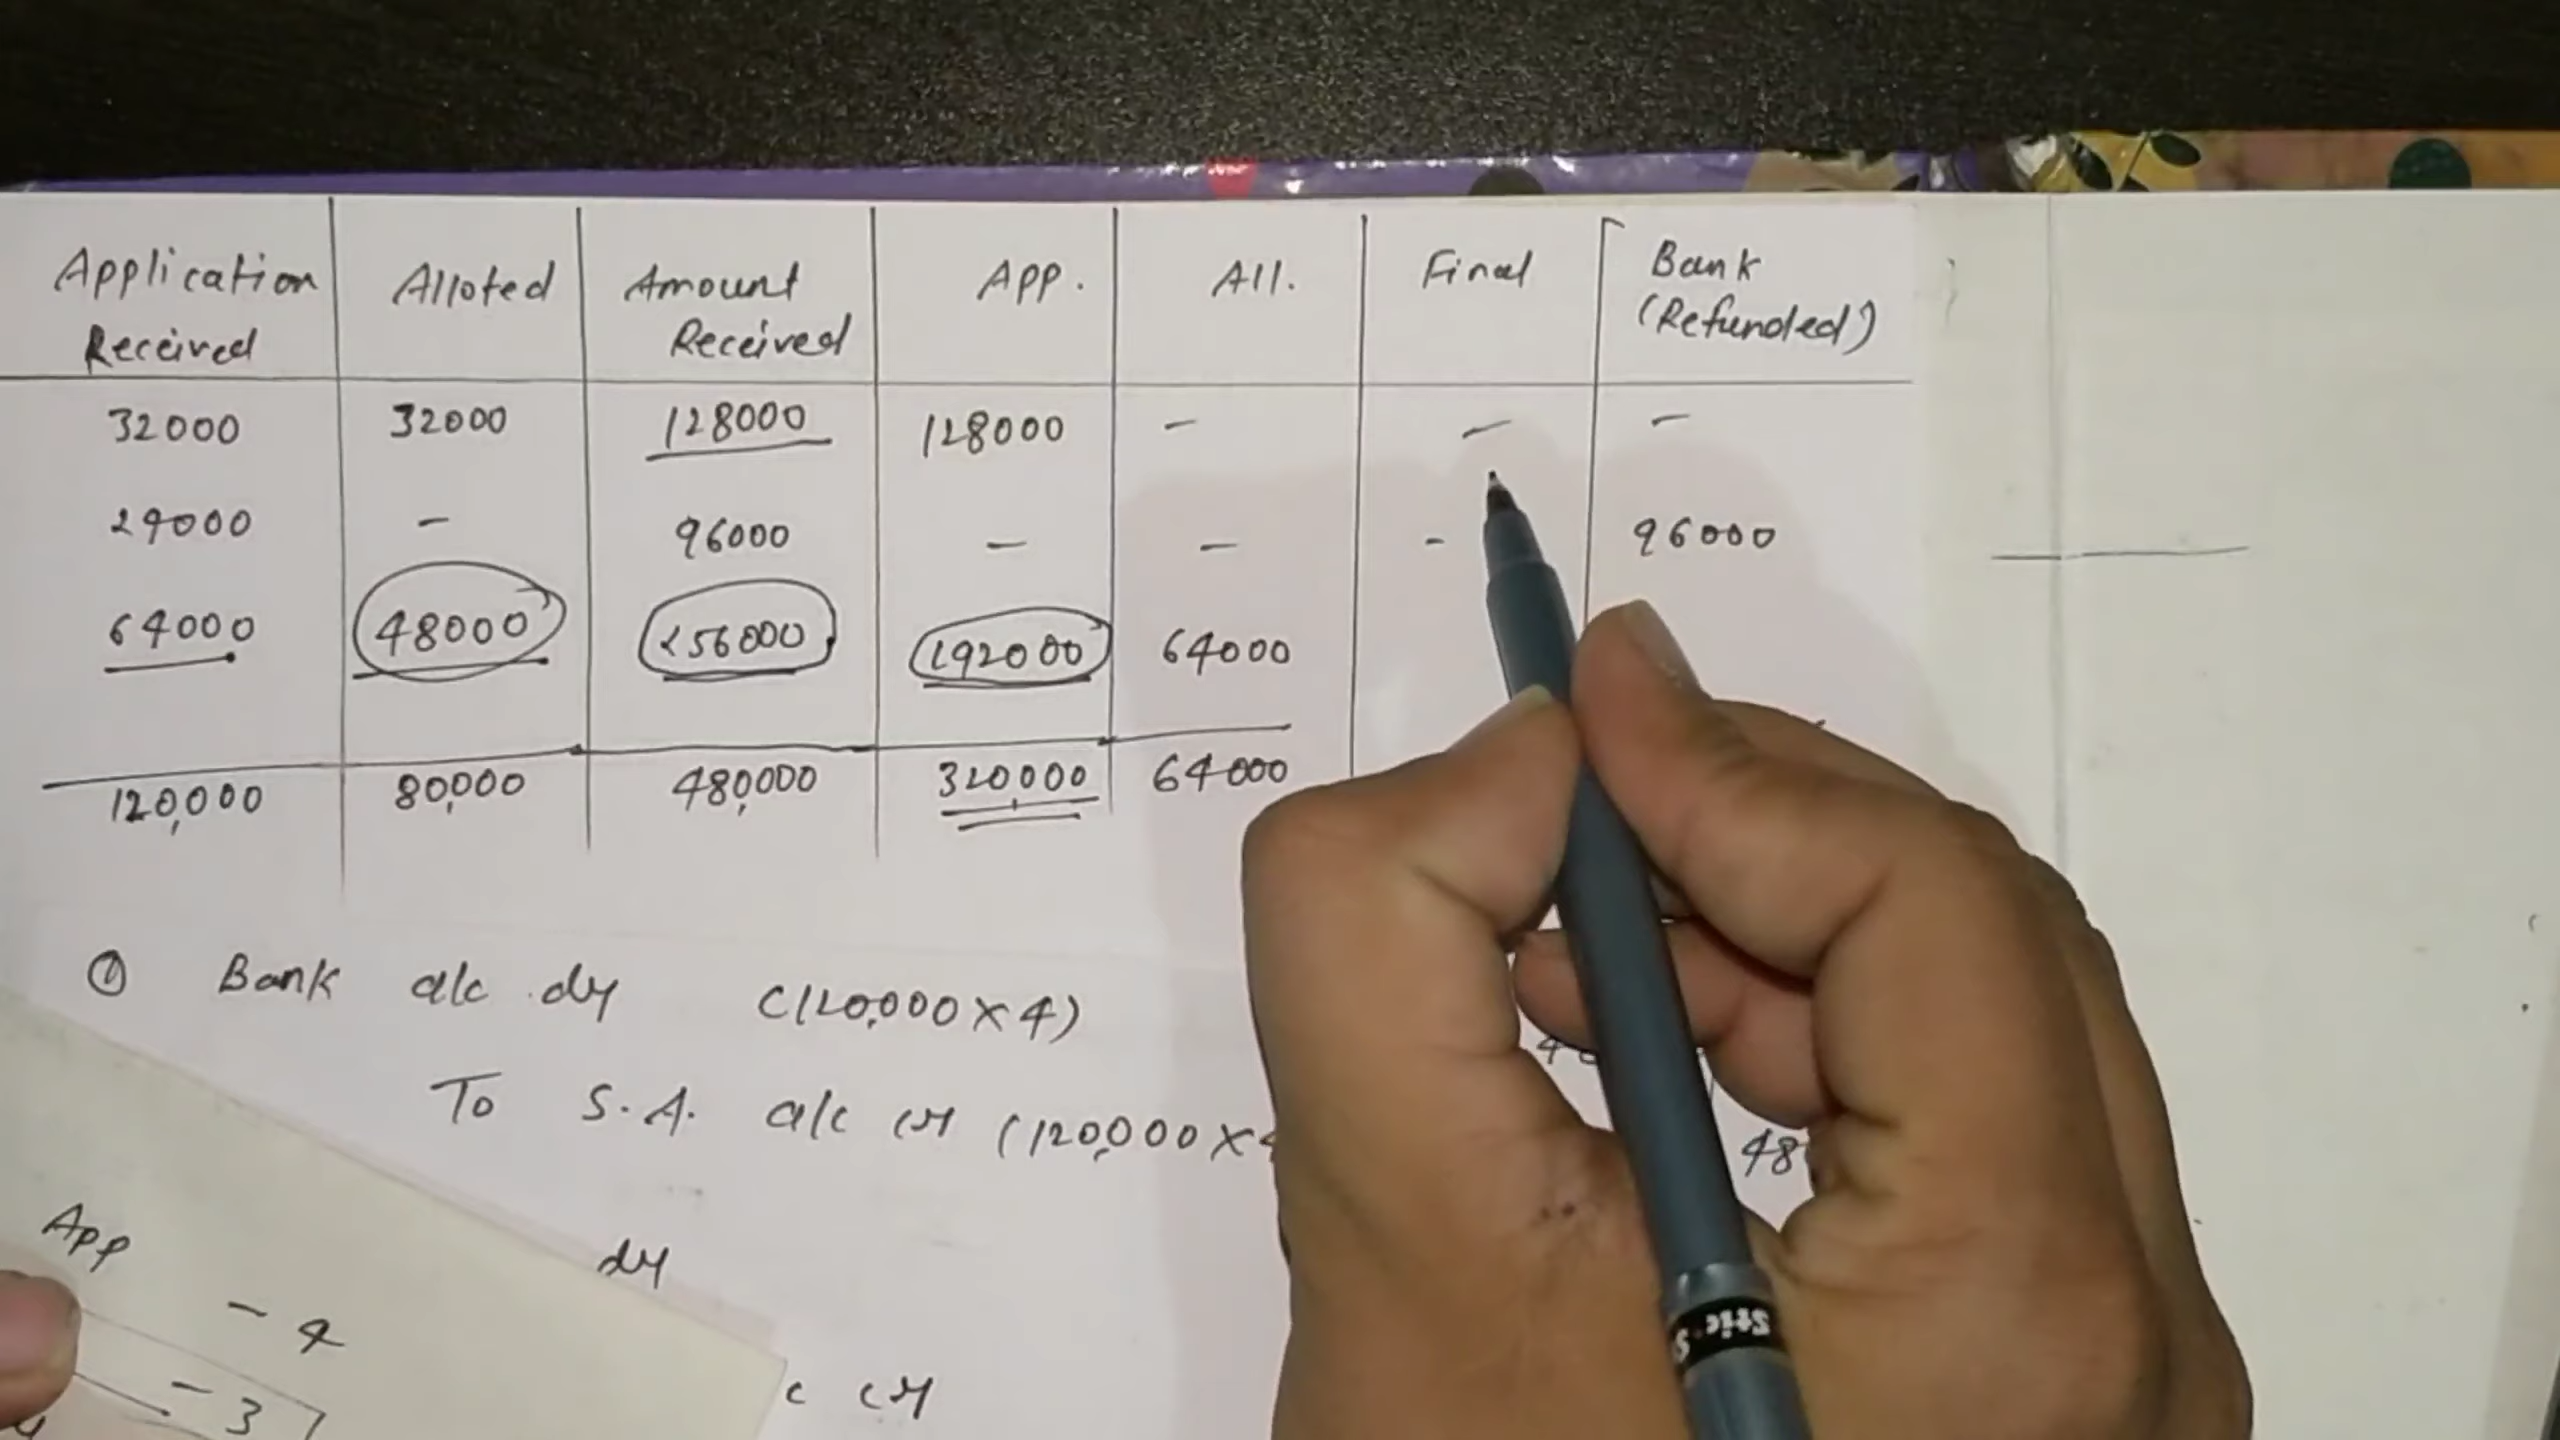 Application Received
Alloted
Amount Received
App.
All.
Final
Bank (Refunded)
32000 32000 128000 128000 - - -
24000 - 96000 - - - 96000
64000 48000 256000 192000 64000
120,000 80,000 480,000 320,000 64000
① Bank a/c dr (120,000 × 4)
To S.A. a/c cr (120,000 ×
48
dr
cr
App - 4
- 3